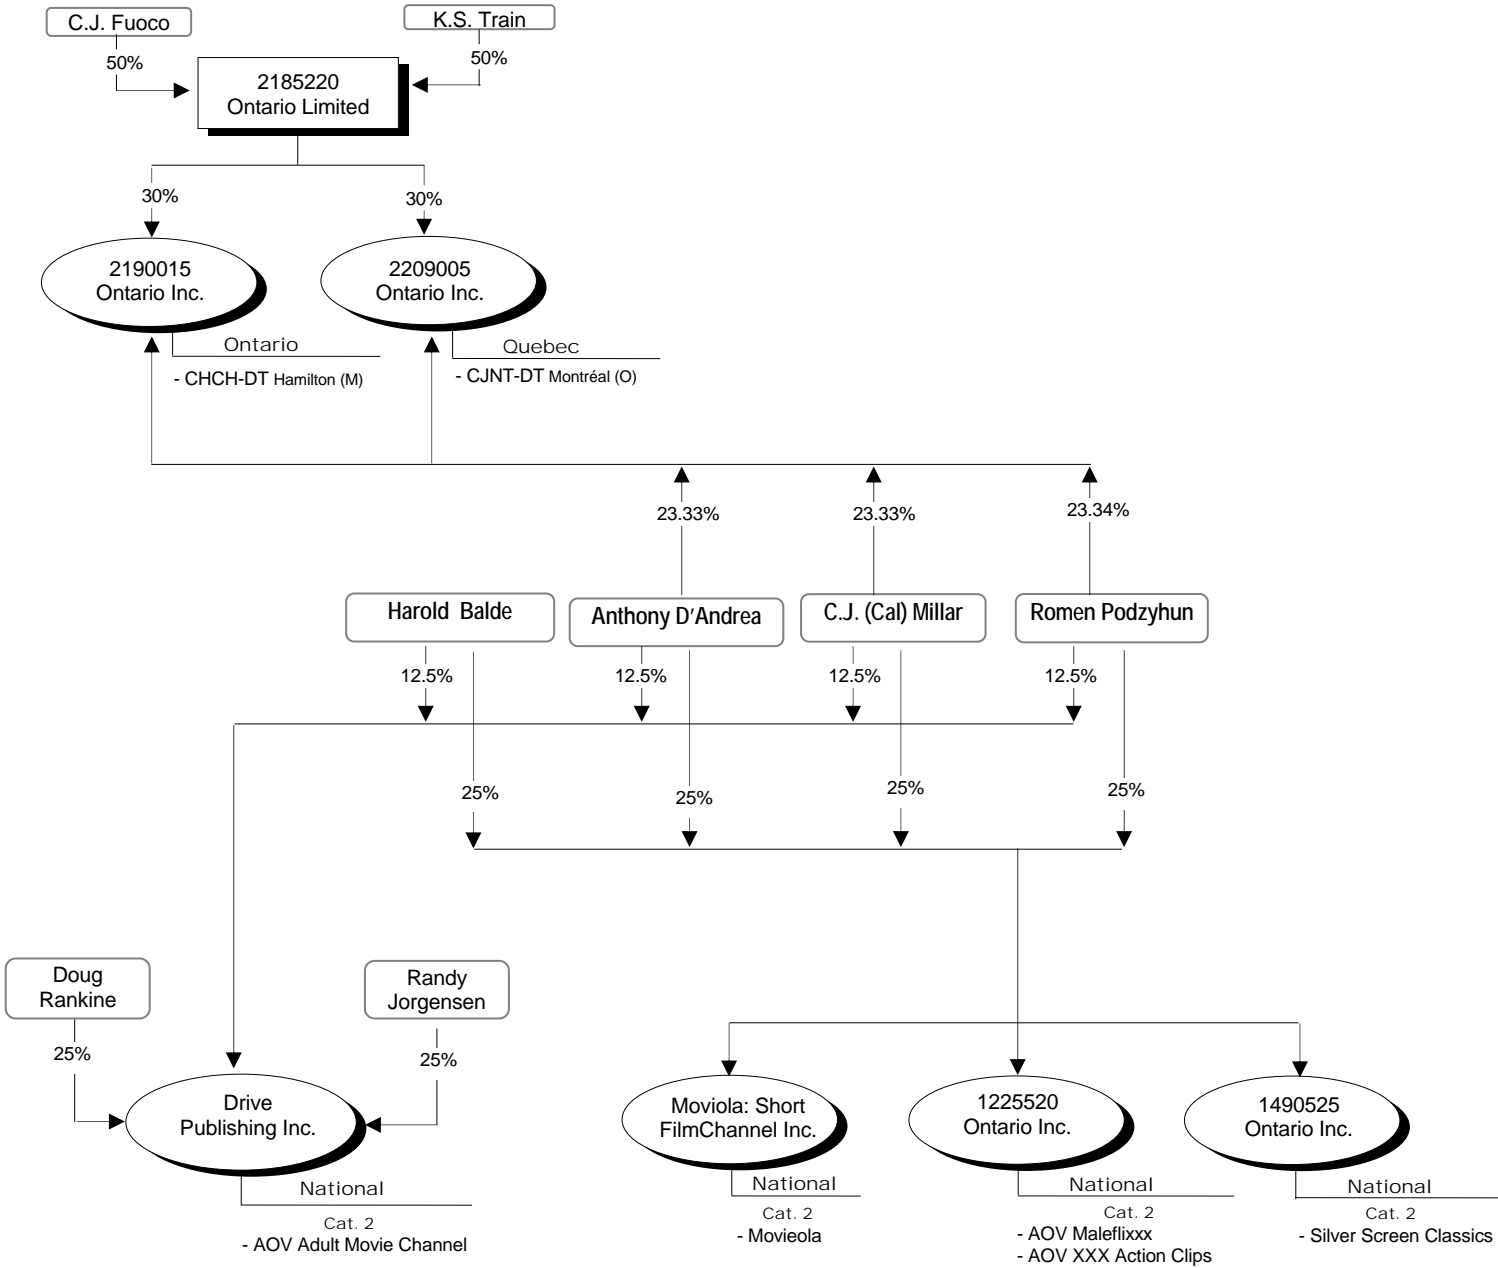 C.J. Fuoco
K.S. Train
50%
50%
2185220
Ontario Limited
30%
30%
2190015
Ontario Inc.
2209005
Ontario Inc.
Ontario
- CHCH-DT Hamilton (M)
Quebec
- CJNT-DT Montréal (O)
23.33%
23.33%
23.34%
Harold Balde
Anthony D'Andrea
C.J. (Cal) Millar
Romen Podzyhun
12.5%
12.5%
12.5%
12.5%
25%
25%
25%
25%
Doug
Rankine
Randy
Jorgensen
25%
25%
Drive
Publishing Inc.
Moviola: Short
FilmChannel Inc.
1225520
Ontario Inc.
1490525
Ontario Inc.
National
Cat. 2
- AOV Adult Movie Channel
National
Cat. 2
- Movieola
National
Cat. 2
- AOV Maleflixxx
- AOV XXX Action Clips
National
Cat. 2
- Silver Screen Classics